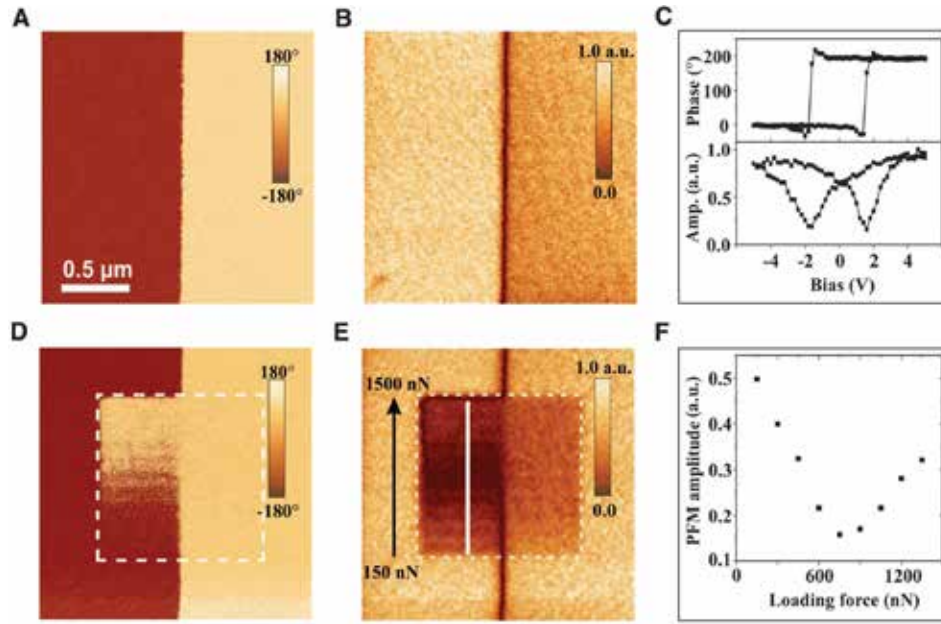 A
180°
-180°
0.5 μm
B
1.0 a.u.
0.0
C
Phase (°)
200
100
0
Amp. (a.u.)
1.0
0.5
0.0
-4 -2 0 2 4
Bias (V)
D
180°
-180°
E
1500 nN
150 nN
1.0 a.u.
0.0
F
PFM amplitude (a.u.)
0.5
0.4
0.3
0.2
0.1
0 600 1200
Loading force (nN)